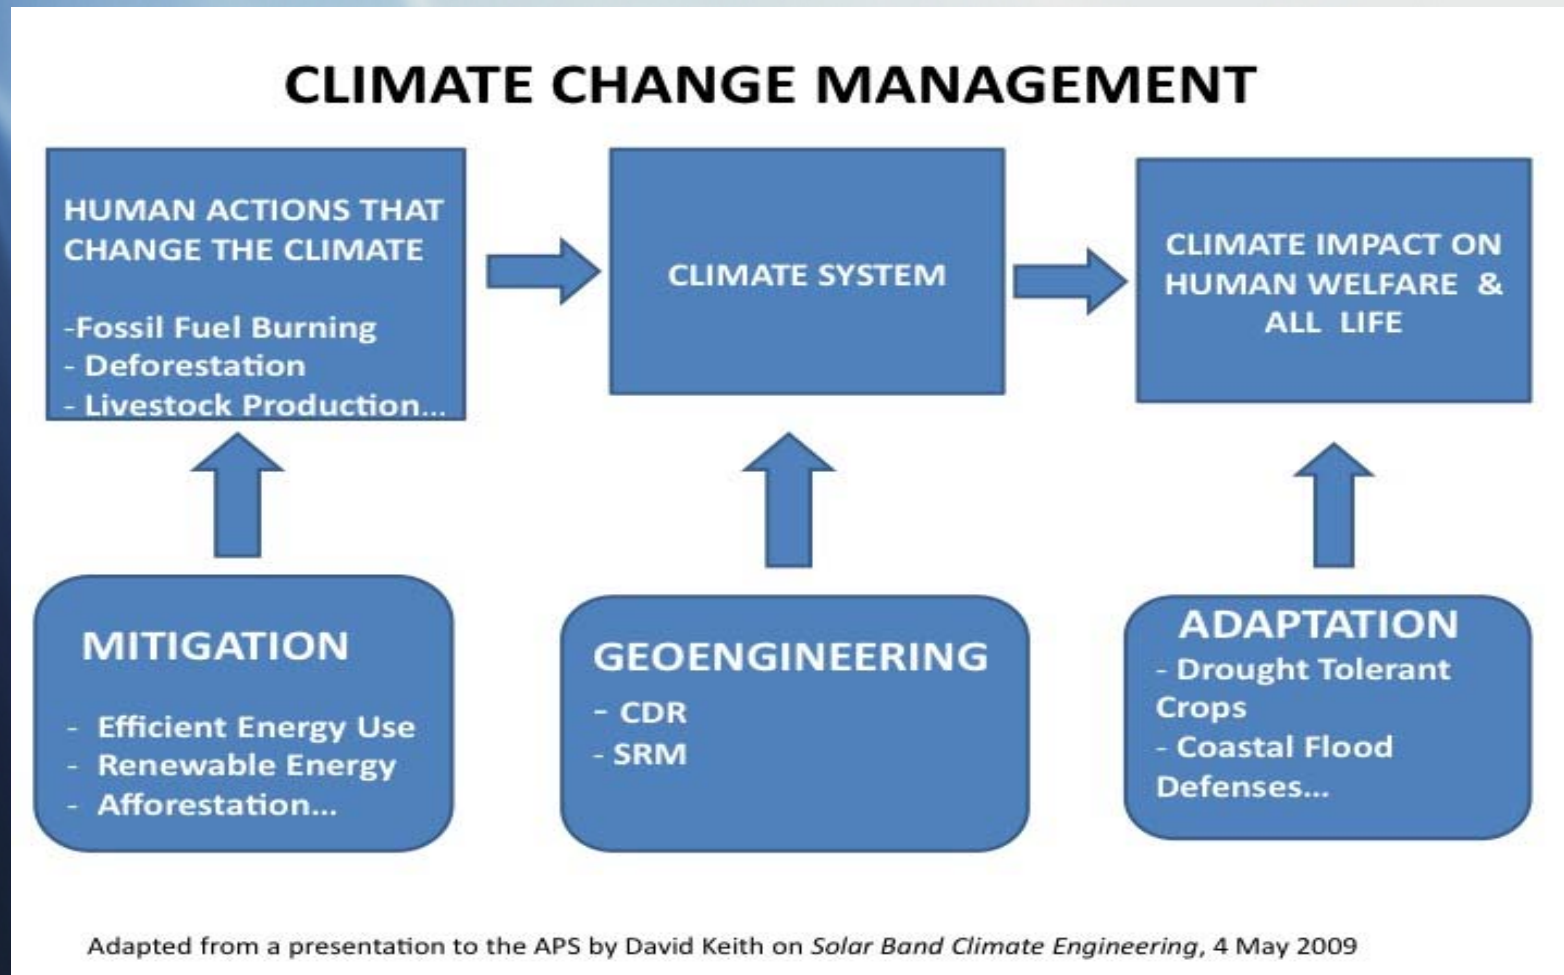 CLIMATE CHANGE MANAGEMENT
HUMAN ACTIONS THAT
CHANGE THE CLIMATE
-Fossil Fuel Burning
- Deforestation
- Livestock Production...
CLIMATE SYSTEM
CLIMATE IMPACT ON
HUMAN WELFARE &
ALL LIFE
MITIGATION
- Efficient Energy Use
- Renewable Energy
- Afforestation...
GEOENGINEERING
- CDR
- SRM
ADAPTATION
- Drought Tolerant
Crops
- Coastal Flood
Defenses...
Adapted from a presentation to the APS by David Keith on Solar Band Climate Engineering, 4 May 2009